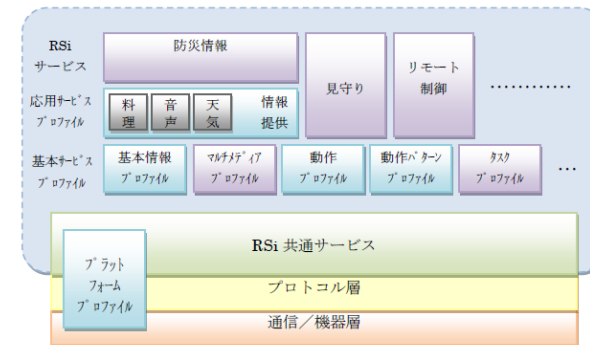 RSi
サービス
防災情報
見守り
リモート
制御
…………
応用ｻｰﾋﾞｽ
ﾌﾟﾛﾌｧｲﾙ
料
理
音
声
天
気
情報
提供
基本ｻｰﾋﾞｽ
ﾌﾟﾛﾌｧｲﾙ
基本情報
ﾌﾟﾛﾌｧｲﾙ
ﾏﾙﾁﾒﾃﾞｨｱ
ﾌﾟﾛﾌｧｲﾙ
動作
ﾌﾟﾛﾌｧｲﾙ
動作ﾊﾟﾀｰﾝ
ﾌﾟﾛﾌｧｲﾙ
ﾀｽｸ
ﾌﾟﾛﾌｧｲﾙ
…
RSi 共通サービス
ﾌﾟﾗｯﾄ
ﾌｫｰﾑ
ﾌﾟﾛﾌｧｲﾙ
プロトコル層
通信／機器層